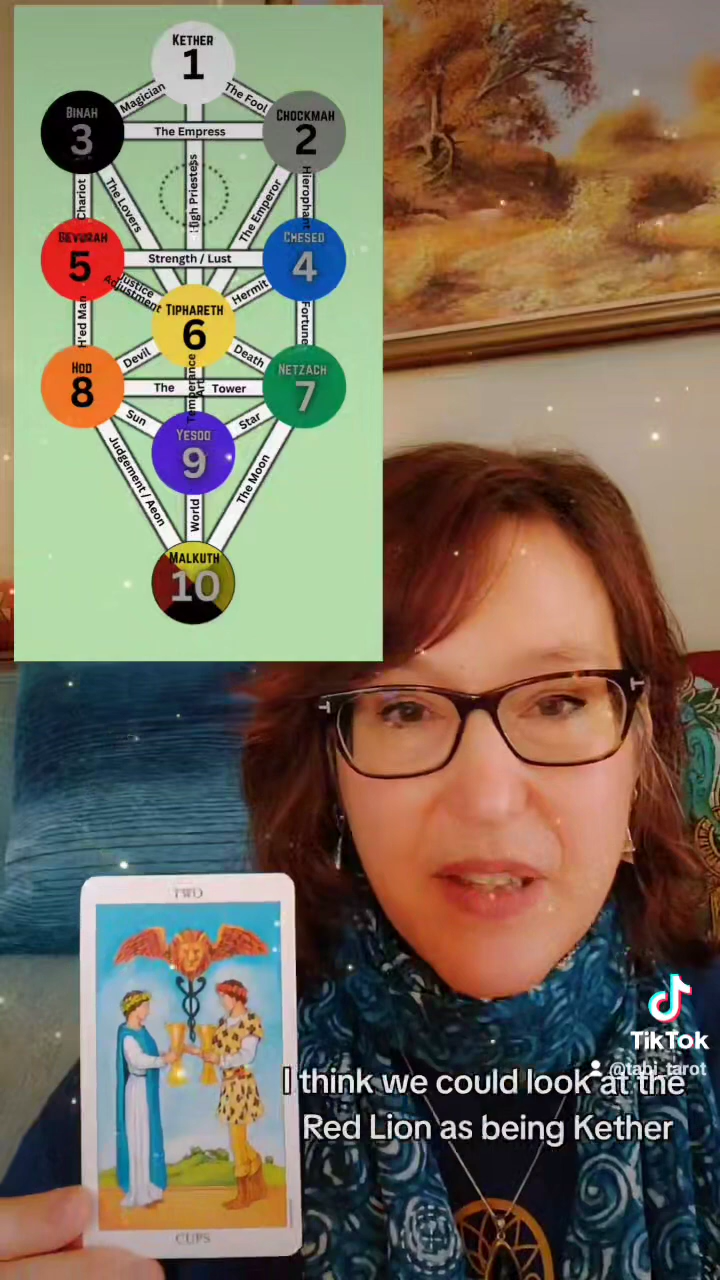 KETHER
1
Magician
The Fool
BINAH
3
The Empress
CHOCKMAH
2
Chariot
The Lovers
High Priestess
The Emperor
Hierophant
GEVURAH
5
Strength / Lust
CHESED
4
Justice
Adjustment
TIPHARETH
6
Hermit
H'ed Man
Fortune
Devil
Death
HOD
8
The Tower
Temperance
Art
NETZACH
7
Sun
YESOD
9
Star
Judgement / Aeon
World
The Moon
MALKUTH
10
TWO
CUPS
TikTok
@tabi_tarot
I think we could look at the
Red Lion as being Kether